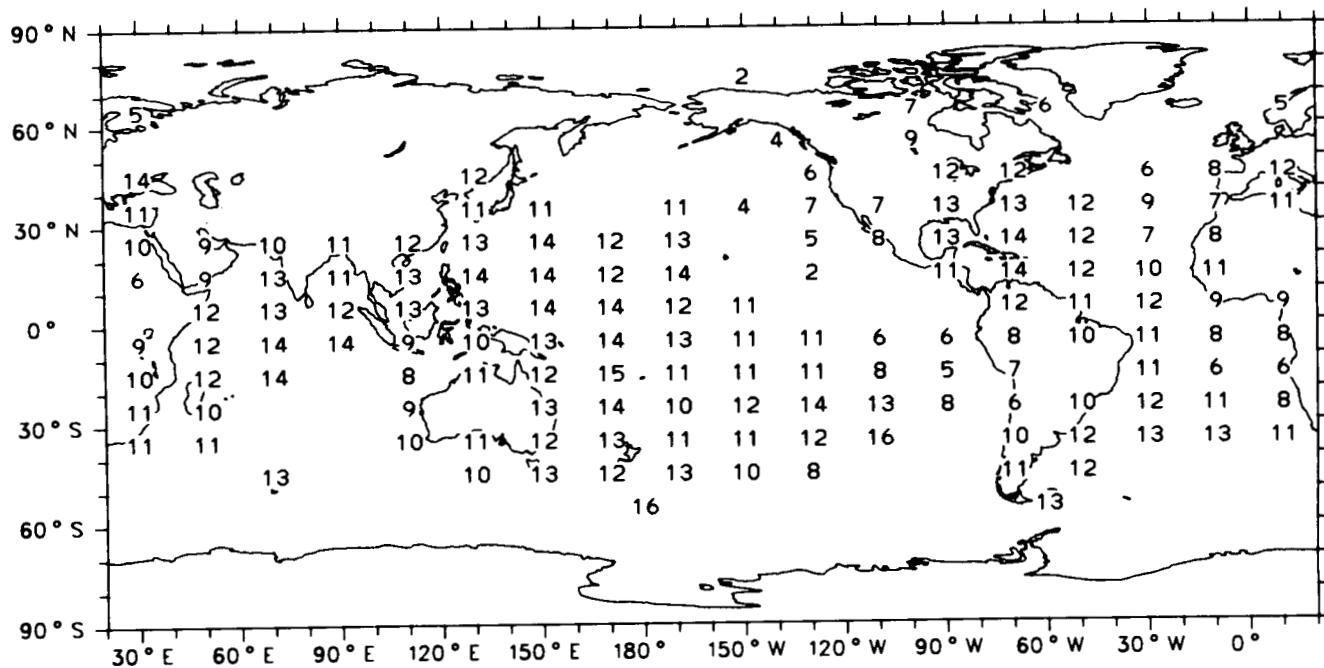 90° N
2
5 7 6 5
60° N 4 9
14 12 6 12 12 6 8 12
11 11 11 11 4 7 7 13 13 12 9 7 11
30° N
10 9 10 11 12 13 14 12 13 5 8 13 14 12 7 8
6 9 13 11 13 14 14 12 14 2 11 14 12 10 11
12 13 12 13 13 14 14 12 11 12 11 12 9 9
0°
9 12 14 14 9 10 13 14 13 11 11 6 6 8 10 11 8 8
10 12 14 8 11 12 15 11 11 11 8 5 7 11 6 6
11 10 9 13 14 10 12 14 13 8 6 10 12 11 8
30° S
11 11 10 11 12 13 11 11 12 16 10 12 13 13 11
13 10 13 12 13 10 8 11 12
16 13
60° S
90° S
30° E 60° E 90° E 120° E 150° E 180° 150° W 120° W 90° W 60° W 30° W 0°